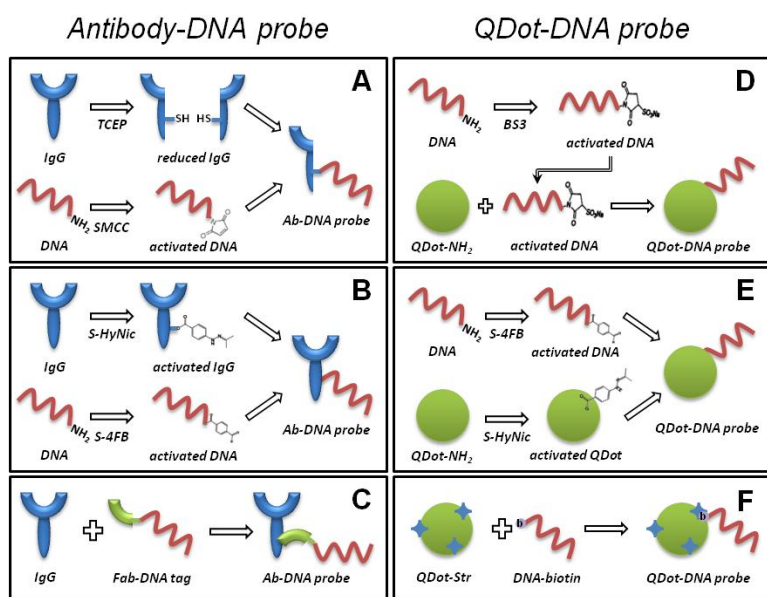 Antibody-DNA probe
A
SH HS
TCEP
IgG
reduced IgG
NH2
SMCC
DNA
activated DNA
Ab-DNA probe
B
S-HyNic
IgG
activated IgG
NH2
S-4FB
DNA
activated DNA
Ab-DNA probe
C
IgG
Fab-DNA tag
Ab-DNA probe
QDot-DNA probe
D
NH2
BS3
DNA
activated DNA
QDot-NH2
activated DNA
QDot-DNA probe
E
NH2
S-4FB
DNA
activated DNA
S-HyNic
QDot-NH2
activated QDot
QDot-DNA probe
F
b
b
QDot-Str
DNA-biotin
QDot-DNA probe